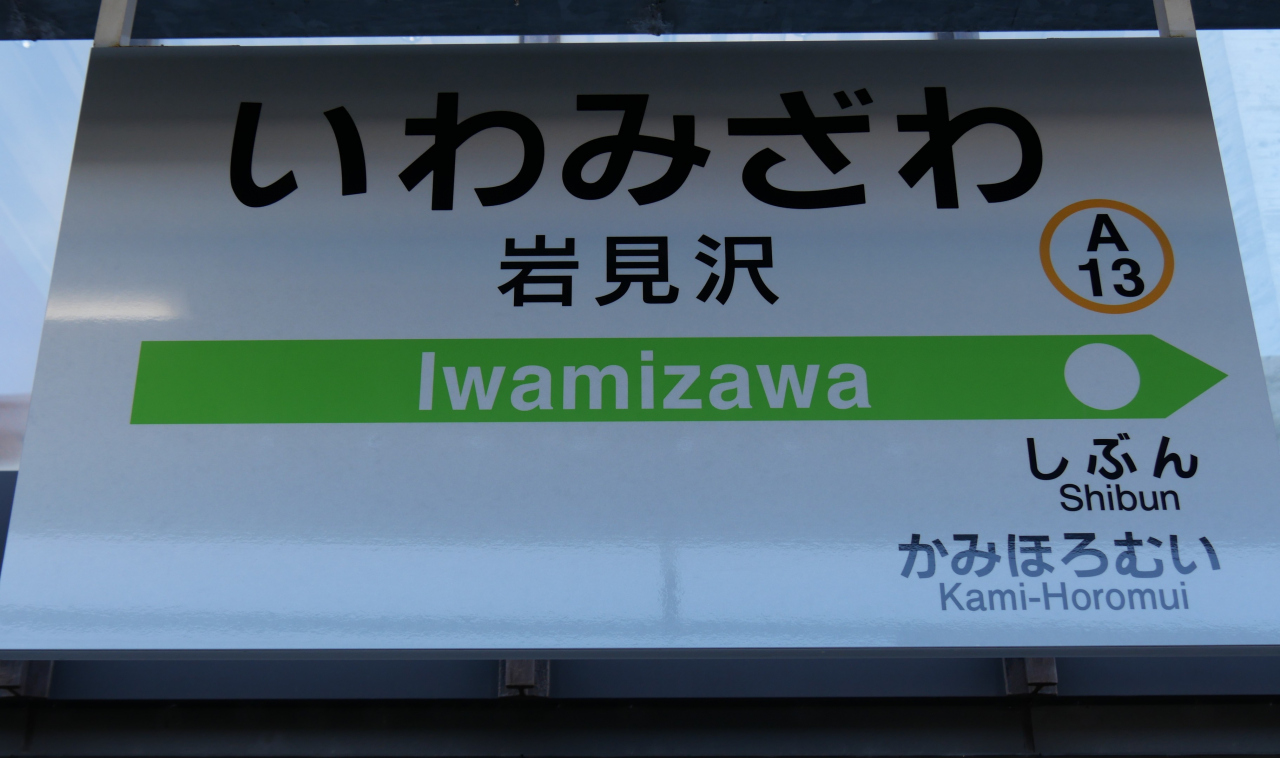 いわみざわ
岩見沢
A
13
Iwamizawa
しぶん
Shibun
かみほろむい
Kami-Horomui